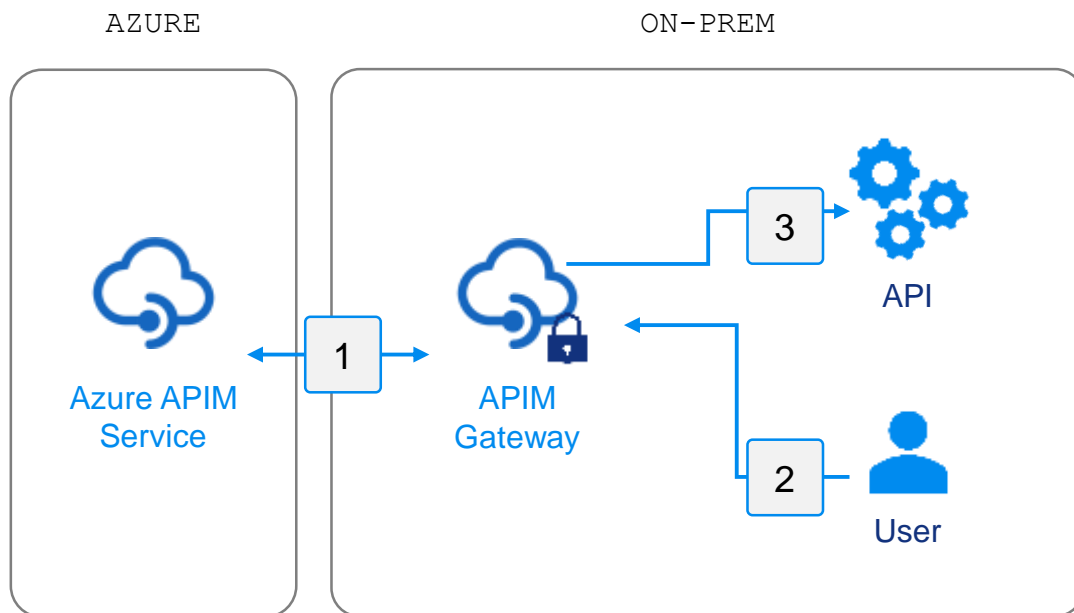 AZURE
ON-PREM
3
API
1
Azure APIM
Service
APIM
Gateway
2
User